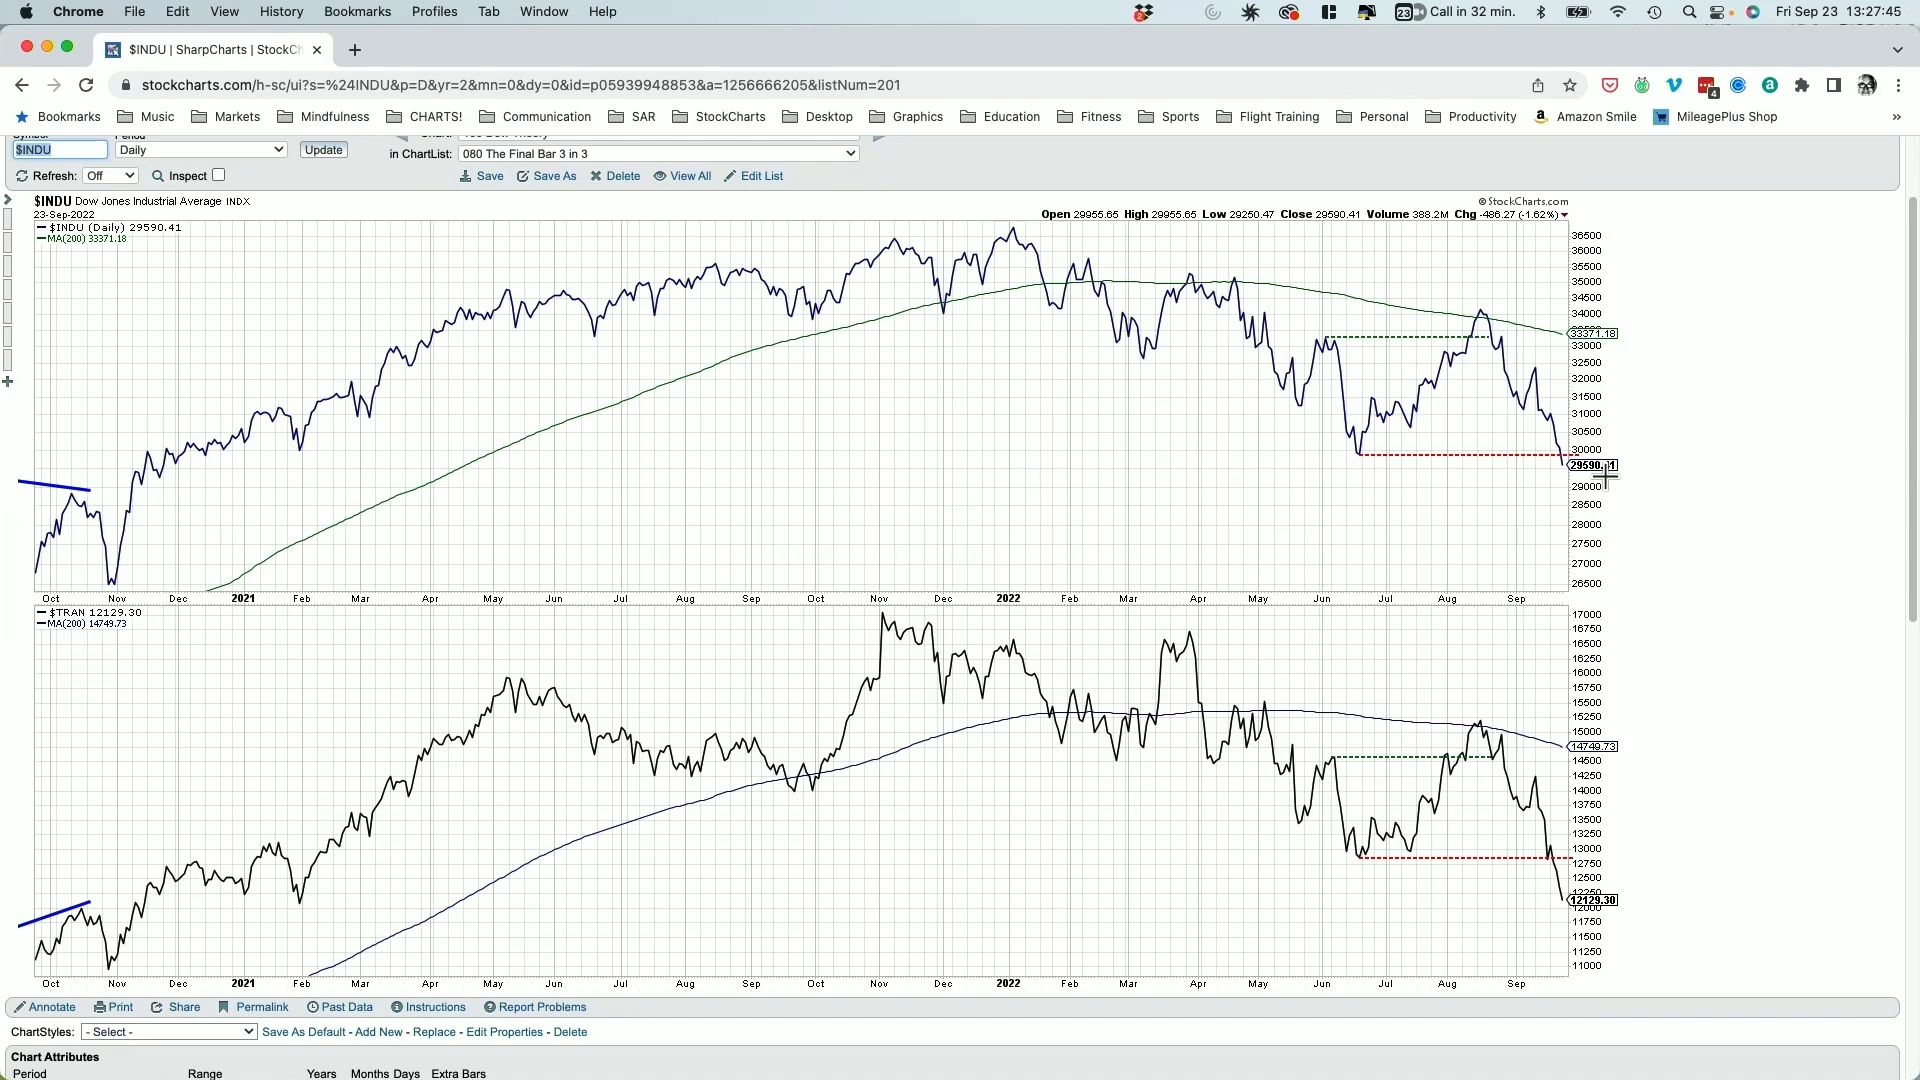 Chrome File Edit View History Bookmarks Profiles Tab Window Help 2 23 Call in 32 min. Fri Sep 23 13:27:45
$INDU | SharpCharts | StockCh
stockcharts.com/h-sc/ui?s=%24INDU&p=D&yr=2&mn=0&dy=0&id=p05939948853&a=1256666205&listNum=201 4
Bookmarks Music Markets Mindfulness CHARTS! Communication SAR StockCharts Desktop Graphics Education Fitness Sports Flight Training Personal Productivity Amazon Smile MileagePlus Shop »
$INDU Daily Update in ChartList: 080 The Final Bar 3 in 3
Refresh: Off Inspect Save Save As Delete View All Edit List
$INDU Dow Jones Industrial Average INDX © StockCharts.com
23-Sep-2022 Open 29955.65 High 29955.65 Low 29250.47 Close 29590.41 Volume 388.2M Chg -486.27 (-1.62%)
$INDU (Daily) 29590.41
MA(200) 33371.18
36500
36000
35500
35000
34500
34000
33371.18
33000
32500
32000
31500
31000
30500
30000
29590.41
29000
28500
28000
27500
27000
26500
Oct Nov Dec 2021 Feb Mar Apr May Jun Jul Aug Sep Oct Nov Dec 2022 Feb Mar Apr May Jun Jul Aug Sep
$TRAN 12129.30
MA(200) 14749.73
17000
16750
16500
16250
16000
15750
15500
15250
15000
14749.73
14500
14250
14000
13750
13500
13250
13000
12750
12500
12250
12129.30
12000
11750
11500
11250
11000
Oct Nov Dec 2021 Feb Mar Apr May Jun Jul Aug Sep Oct Nov Dec 2022 Feb Mar Apr May Jun Jul Aug Sep
Annotate Print Share Permalink Past Data Instructions Report Problems
ChartStyles: - Select - Save As Default - Add New - Replace - Edit Properties - Delete
Chart Attributes
Period Range Years Months Days Extra Bars